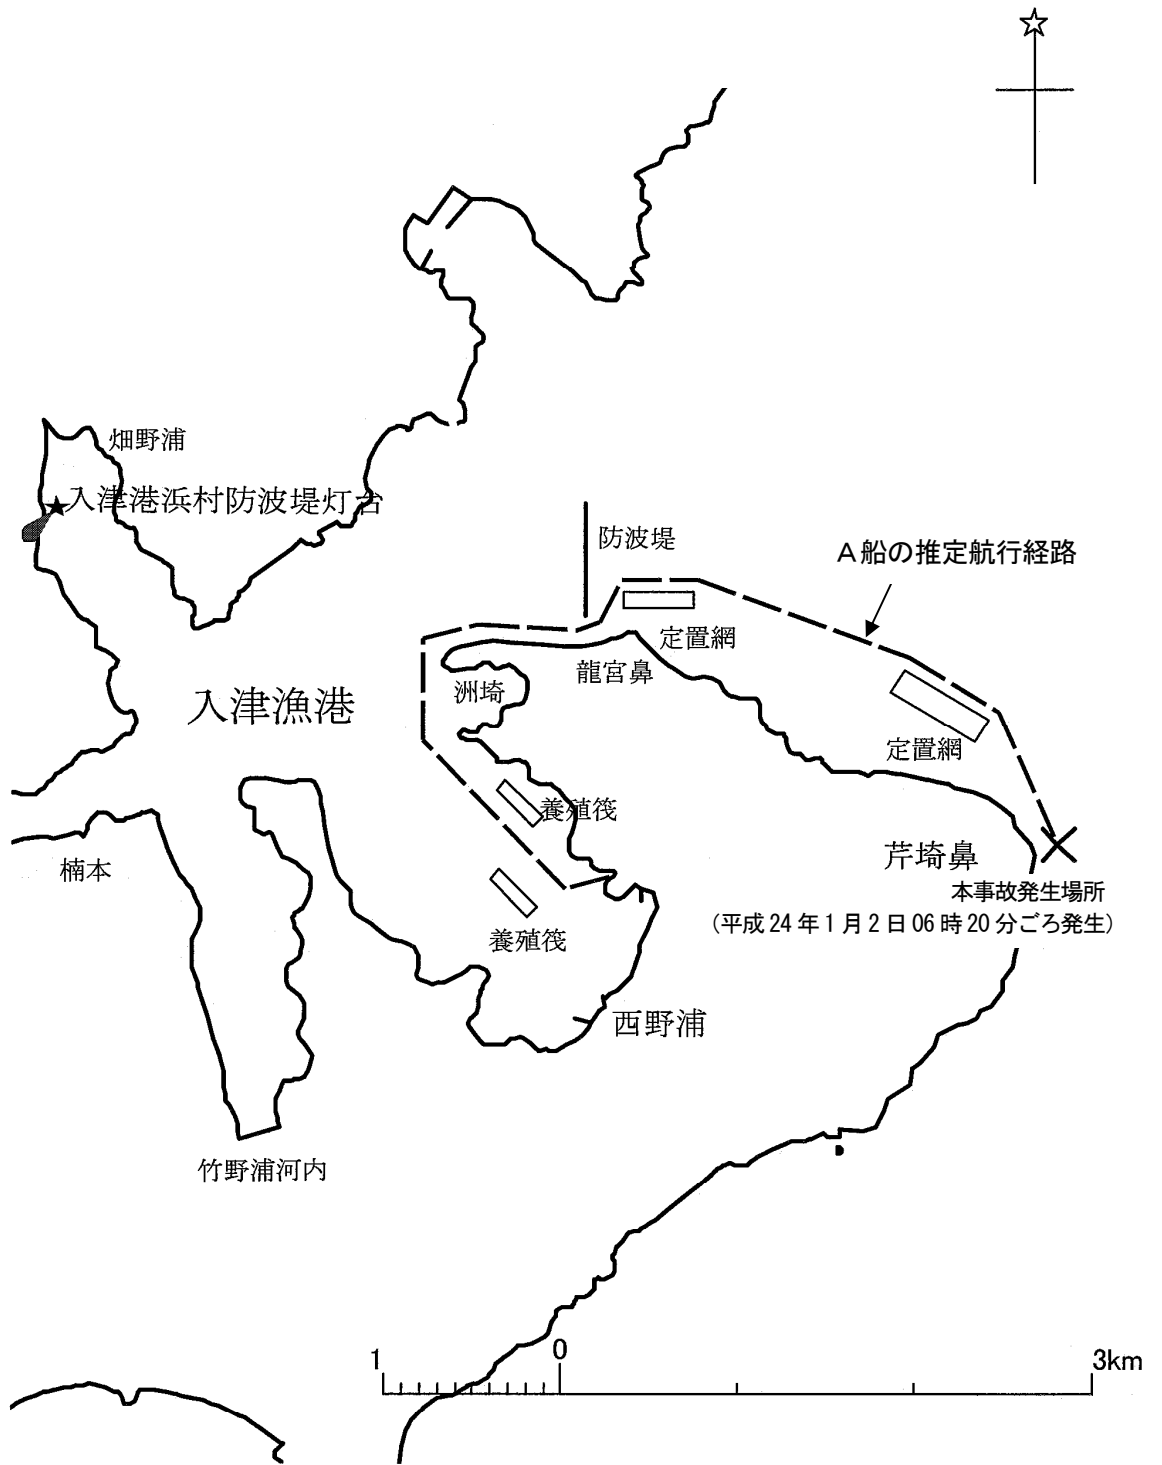 畑野浦
入津港浜村防波堤灯台
防波堤
A船の推定航行経路
定置網
龍宮鼻
洲埼
入津漁港
定置網
養殖筏
芹埼鼻
楠本
本事故発生場所
(平成24年1月2日06時20分ごろ発生)
養殖筏
西野浦
竹野浦河内
1
0
3km